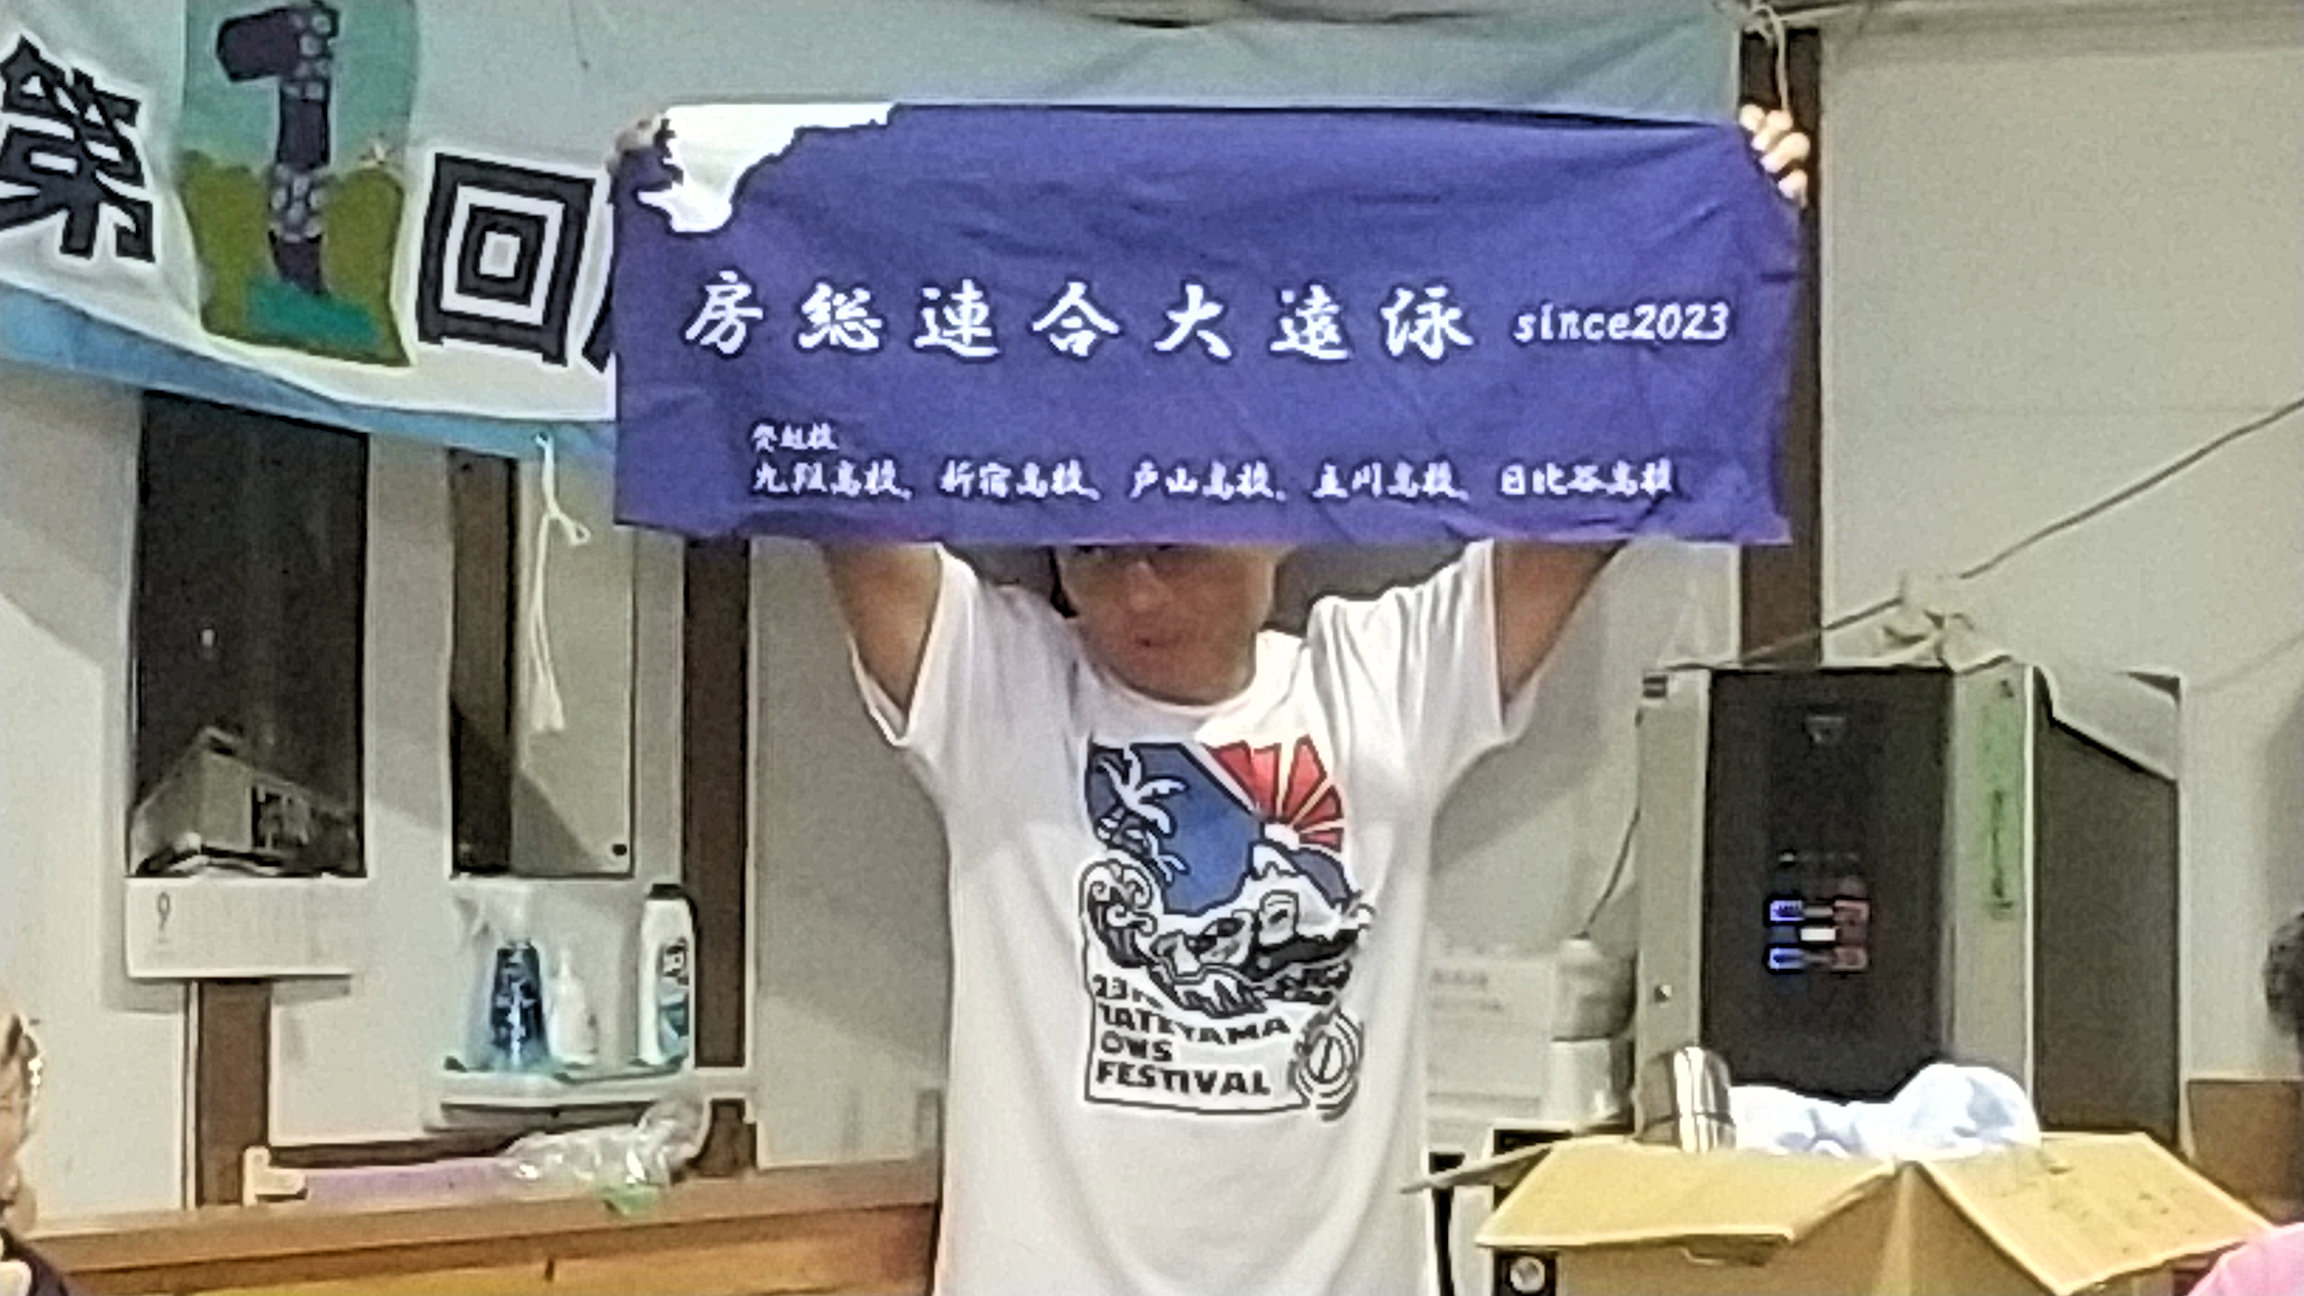 第1回
房総連合大遠泳 since2023
発起校
九段高校、新宿高校、戸山高校、立川高校、日比谷高校
23rd
TATEYAMA
OWS
FESTIVAL
9